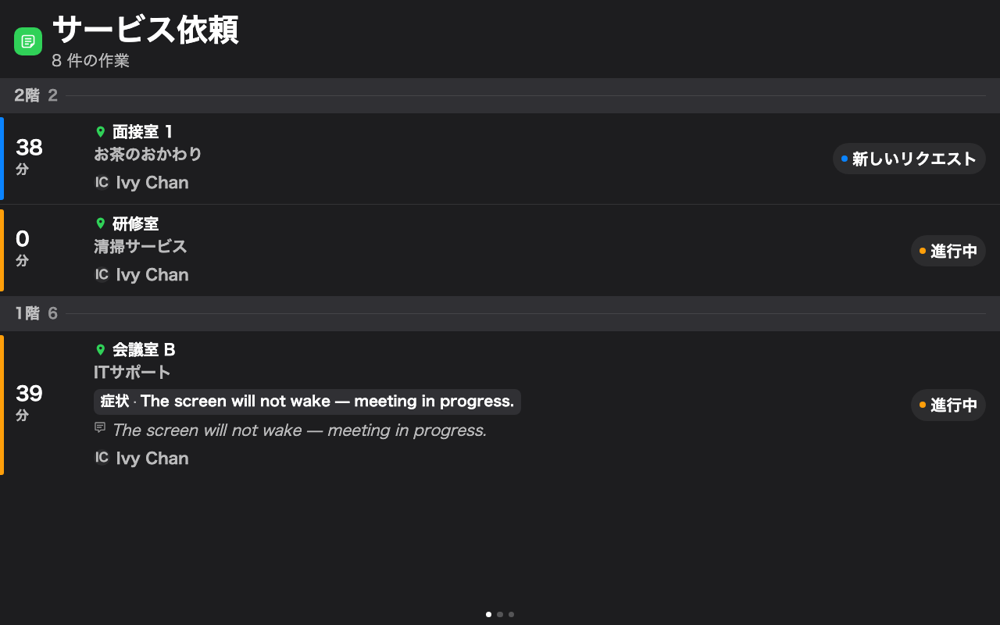 サービス依頼
8 件の作業
2階 2
38
分
面接室 1
お茶のおかわり
IC Ivy Chan
新しいリクエスト
0
分
研修室
清掃サービス
IC Ivy Chan
進行中
1階 6
39
分
会議室 B
ITサポート
症状 · The screen will not wake — meeting in progress.
The screen will not wake — meeting in progress.
IC Ivy Chan
進行中